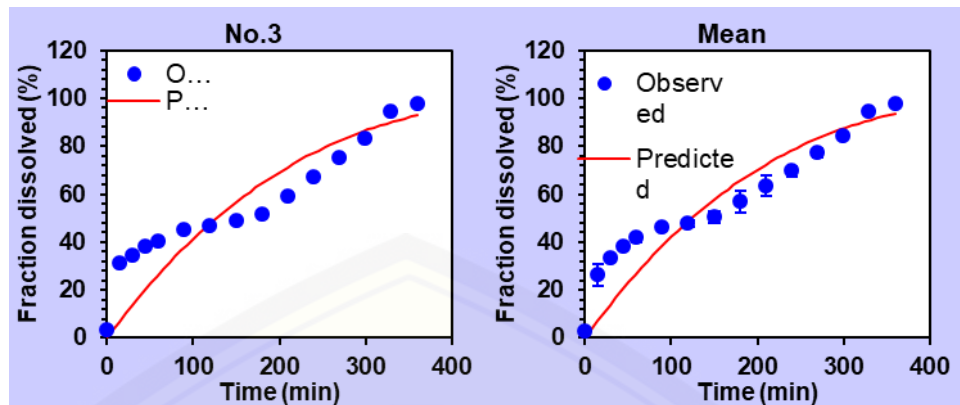 No.3
Fraction dissolved (%)
120
100
80
60
40
20
0
O...
P...
0 100 200 300 400
Time (min)
Mean
Fraction dissolved (%)
120
100
80
60
40
20
0
Observ
ed
Predicte
d
0 100 200 300 400
Time (min)